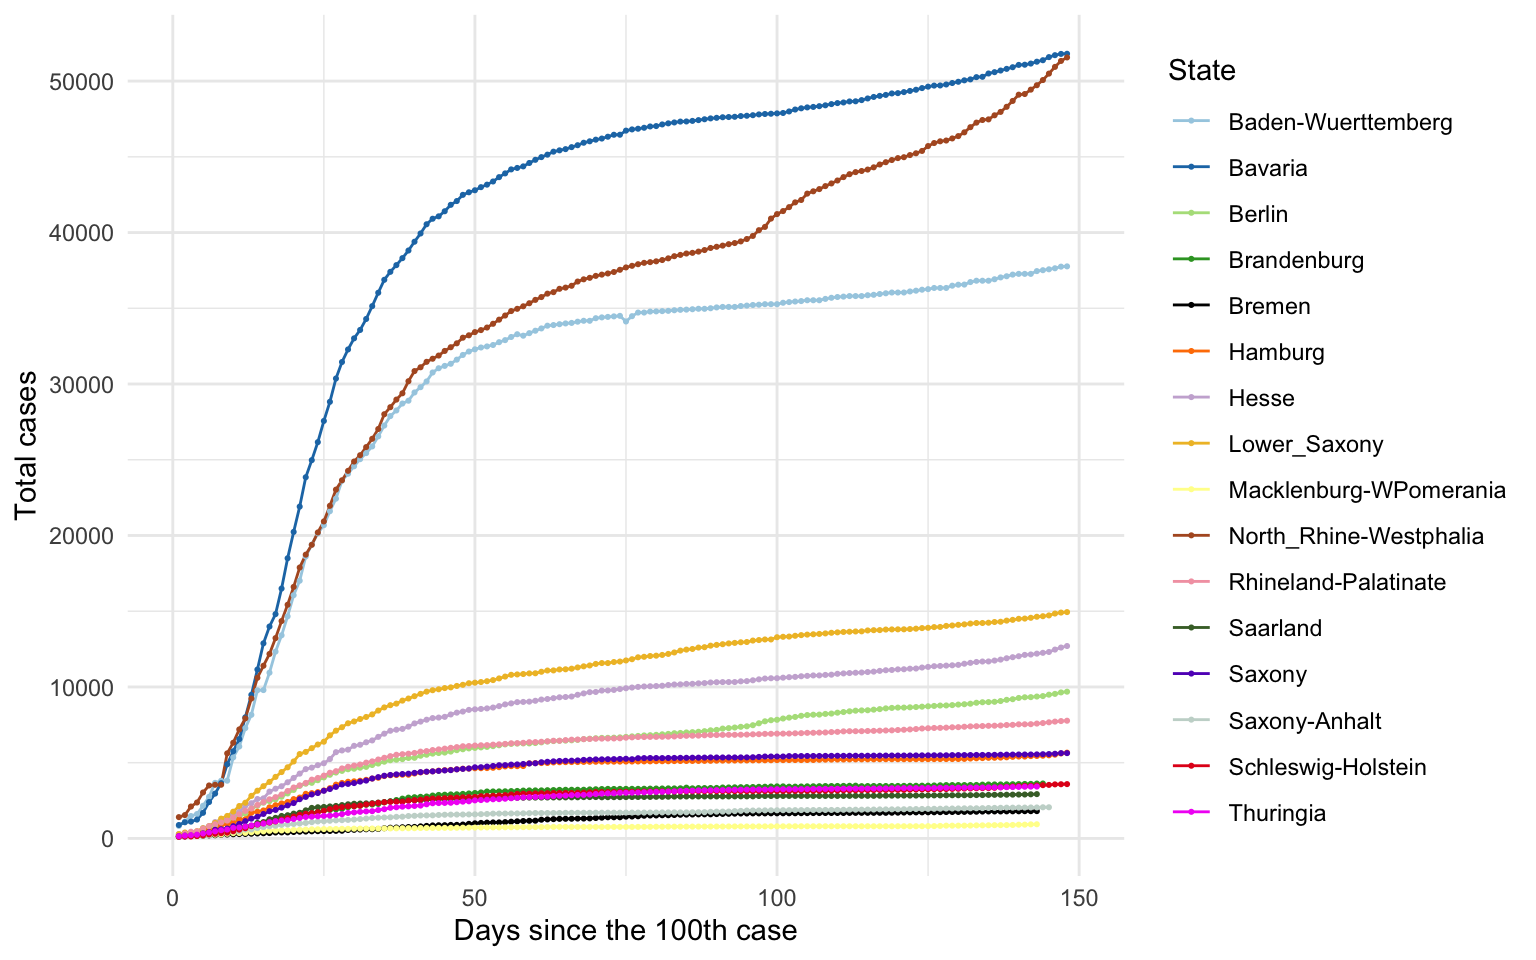 50000
40000
30000
20000
10000
0
Total cases
0
50
100
150
Days since the 100th case
State
Baden-Wuerttemberg
Bavaria
Berlin
Brandenburg
Bremen
Hamburg
Hesse
Lower_Saxony
Macklenburg-WPomerania
North_Rhine-Westphalia
Rhineland-Palatinate
Saarland
Saxony
Saxony-Anhalt
Schleswig-Holstein
Thuringia